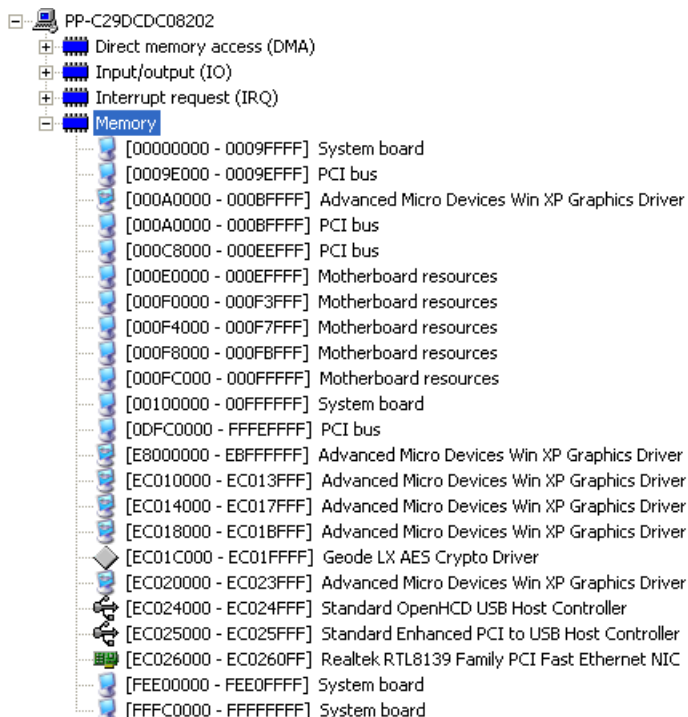 PP-C29DCDC08202
Direct memory access (DMA)
Input/output (IO)
Interrupt request (IRQ)
Memory
[00000000 - 0009FFFF] System board
[0009E000 - 0009EFFF] PCI bus
[000A0000 - 000BFFFF] Advanced Micro Devices Win XP Graphics Driver
[000A0000 - 000BFFFF] PCI bus
[000C8000 - 000EEFFF] PCI bus
[000E0000 - 000EFFFF] Motherboard resources
[000F0000 - 000F3FFF] Motherboard resources
[000F4000 - 000F7FFF] Motherboard resources
[000F8000 - 000FBFFF] Motherboard resources
[000FC000 - 000FFFFF] Motherboard resources
[00100000 - 00FFFFFF] System board
[0DFC0000 - FFFEFFFF] PCI bus
[E8000000 - EBFFFFFF] Advanced Micro Devices Win XP Graphics Driver
[EC010000 - EC013FFF] Advanced Micro Devices Win XP Graphics Driver
[EC014000 - EC017FFF] Advanced Micro Devices Win XP Graphics Driver
[EC018000 - EC01BFFF] Advanced Micro Devices Win XP Graphics Driver
[EC01C000 - EC01FFFF] Geode LX AES Crypto Driver
[EC020000 - EC023FFF] Advanced Micro Devices Win XP Graphics Driver
[EC024000 - EC024FFF] Standard OpenHCD USB Host Controller
[EC025000 - EC025FFF] Standard Enhanced PCI to USB Host Controller
[EC026000 - EC0260FF] Realtek RTL8139 Family PCI Fast Ethernet NIC
[FEE00000 - FEE0FFFF] System board
[FFFC0000 - FFFFFFFF] System board